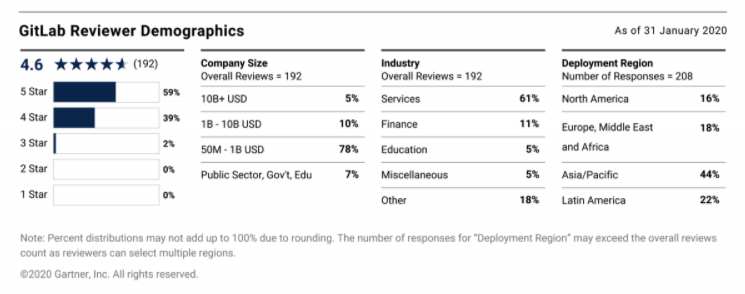 GitLab Reviewer Demographics
As of 31 January 2020
4.6 ★★★★★ (192)
5 Star 59%
4 Star 39%
3 Star 2%
2 Star 0%
1 Star 0%
Company Size
Overall Reviews = 192
10B+ USD 5%
1B - 10B USD 10%
50M - 1B USD 78%
Public Sector, Gov't, Edu 7%
Industry
Overall Reviews = 192
Services 61%
Finance 11%
Education 5%
Miscellaneous 5%
Other 18%
Deployment Region
Number of Responses = 208
North America 16%
Europe, Middle East 18%
and Africa
Asia/Pacific 44%
Latin America 22%
Note: Percent distributions may not add up to 100% due to rounding. The number of responses for "Deployment Region" may exceed the overall reviews
count as reviewers can select multiple regions.
©2020 Gartner, Inc. All rights reserved.